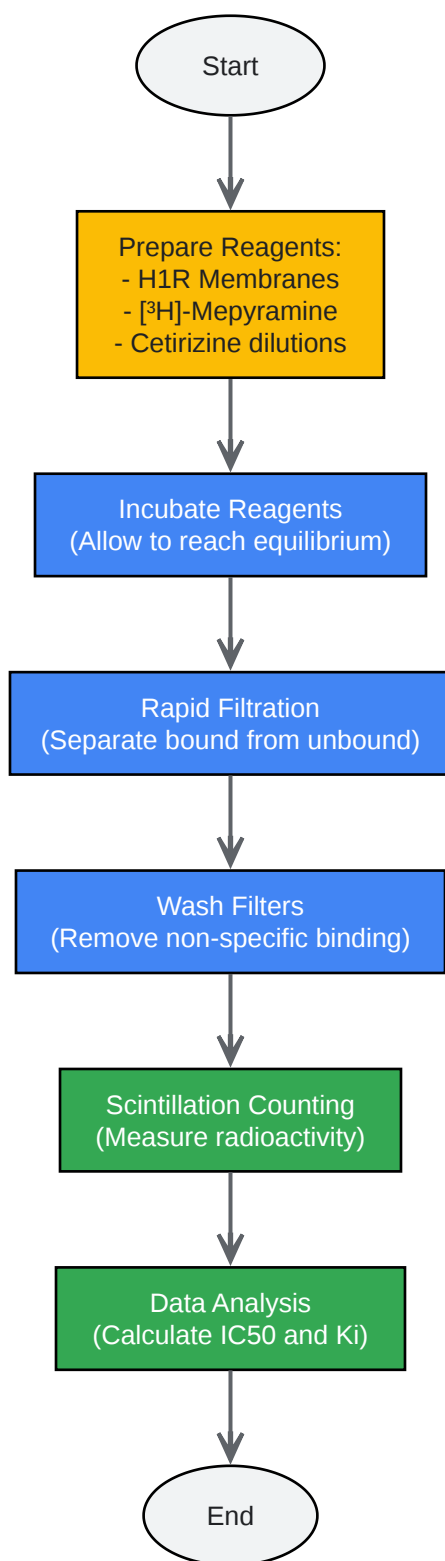 Start
Prepare Reagents:
- H1R Membranes
- [³H]-Mepyramine
- Cetirizine dilutions
Incubate Reagents
(Allow to reach equilibrium)
Rapid Filtration
(Separate bound from unbound)
Wash Filters
(Remove non-specific binding)
Scintillation Counting
(Measure radioactivity)
Data Analysis
(Calculate IC50 and Ki)
End